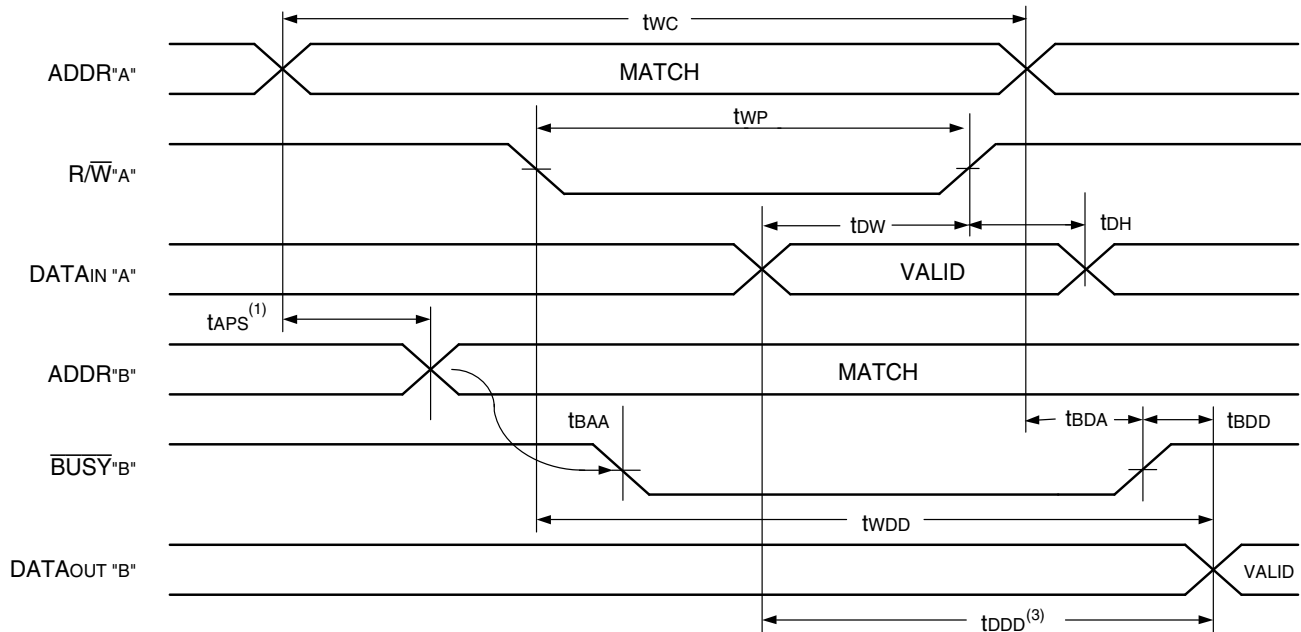 tWC
ADDR"A"
MATCH
tWP
R/W̅"A"
tDW
tDH
DATAIN "A"
VALID
tAPS(1)
ADDR"B"
MATCH
tBAA
tBDA
tBDD
B̅U̅S̅Y̅"B"
tWDD
DATAOUT "B"
VALID
tDDD(3)